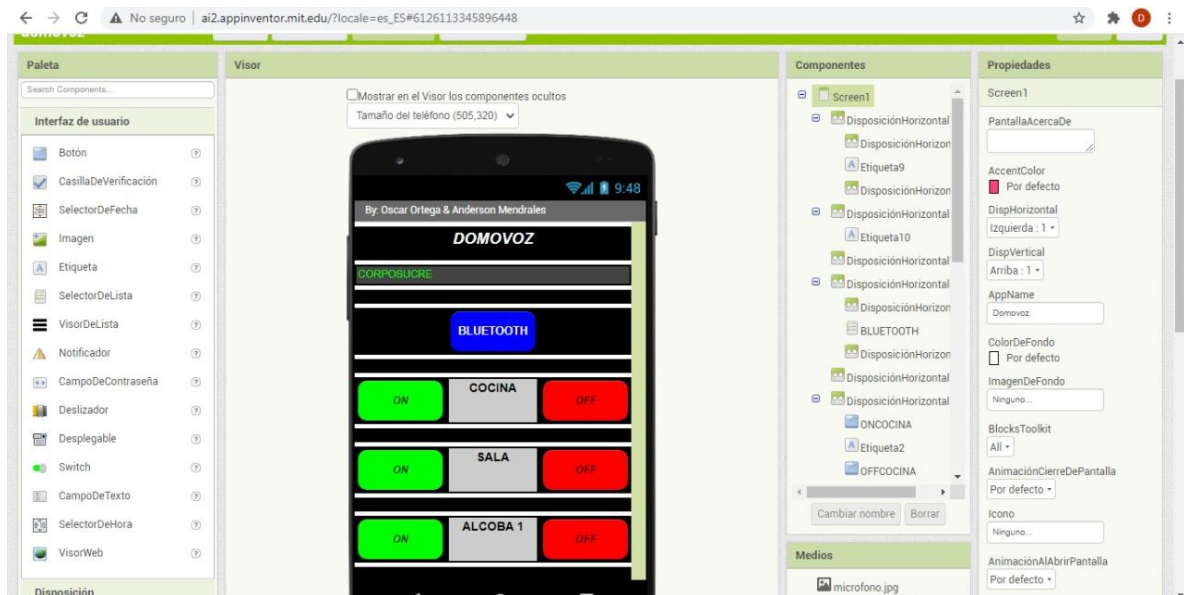 No seguro | ai2.appinventor.mit.edu/?locale=es_ES#6126113345896448
D
domovoz
Paleta
Search Components...
Interfaz de usuario
Botón
CasillaDeVerificación
SelectorDeFecha
Imagen
Etiqueta
SelectorDeLista
VisorDeLista
Notificador
CampoDeContraseña
Deslizador
Desplegable
Switch
CampoDeTexto
SelectorDeHora
VisorWeb
Disposición
Visor
Mostrar en el Visor los componentes ocultos
Tamaño del teléfono (505,320)
9:48
By: Oscar Ortega & Anderson Mendrales
DOMOVOZ
CORPOSUCRE
BLUETOOTH
ON COCINA OFF
ON SALA OFF
ON ALCOBA 1 OFF
Componentes
Screen1
DisposiciónHorizontal
DisposiciónHorizon
Etiqueta9
DisposiciónHorizon
DisposiciónHorizontal
Etiqueta10
DisposiciónHorizontal
DisposiciónHorizontal
DisposiciónHorizon
BLUETOOTH
DisposiciónHorizon
DisposiciónHorizontal
DisposiciónHorizontal
ONCOCINA
Etiqueta2
OFFCOCINA
Cambiar nombre Borrar
Medios
microfono.jpg
Propiedades
Screen1
PantallaAcercaDe
AccentColor
Por defecto
DispHorizontal
Izquierda : 1
DispVertical
Arriba : 1
AppName
Domovoz
ColorDeFondo
Por defecto
ImagenDeFondo
Ninguno...
BlocksToolkit
All
AnimaciónCierreDePantalla
Por defecto
Icono
Ninguno...
AnimaciónAlAbrirPantalla
Por defecto